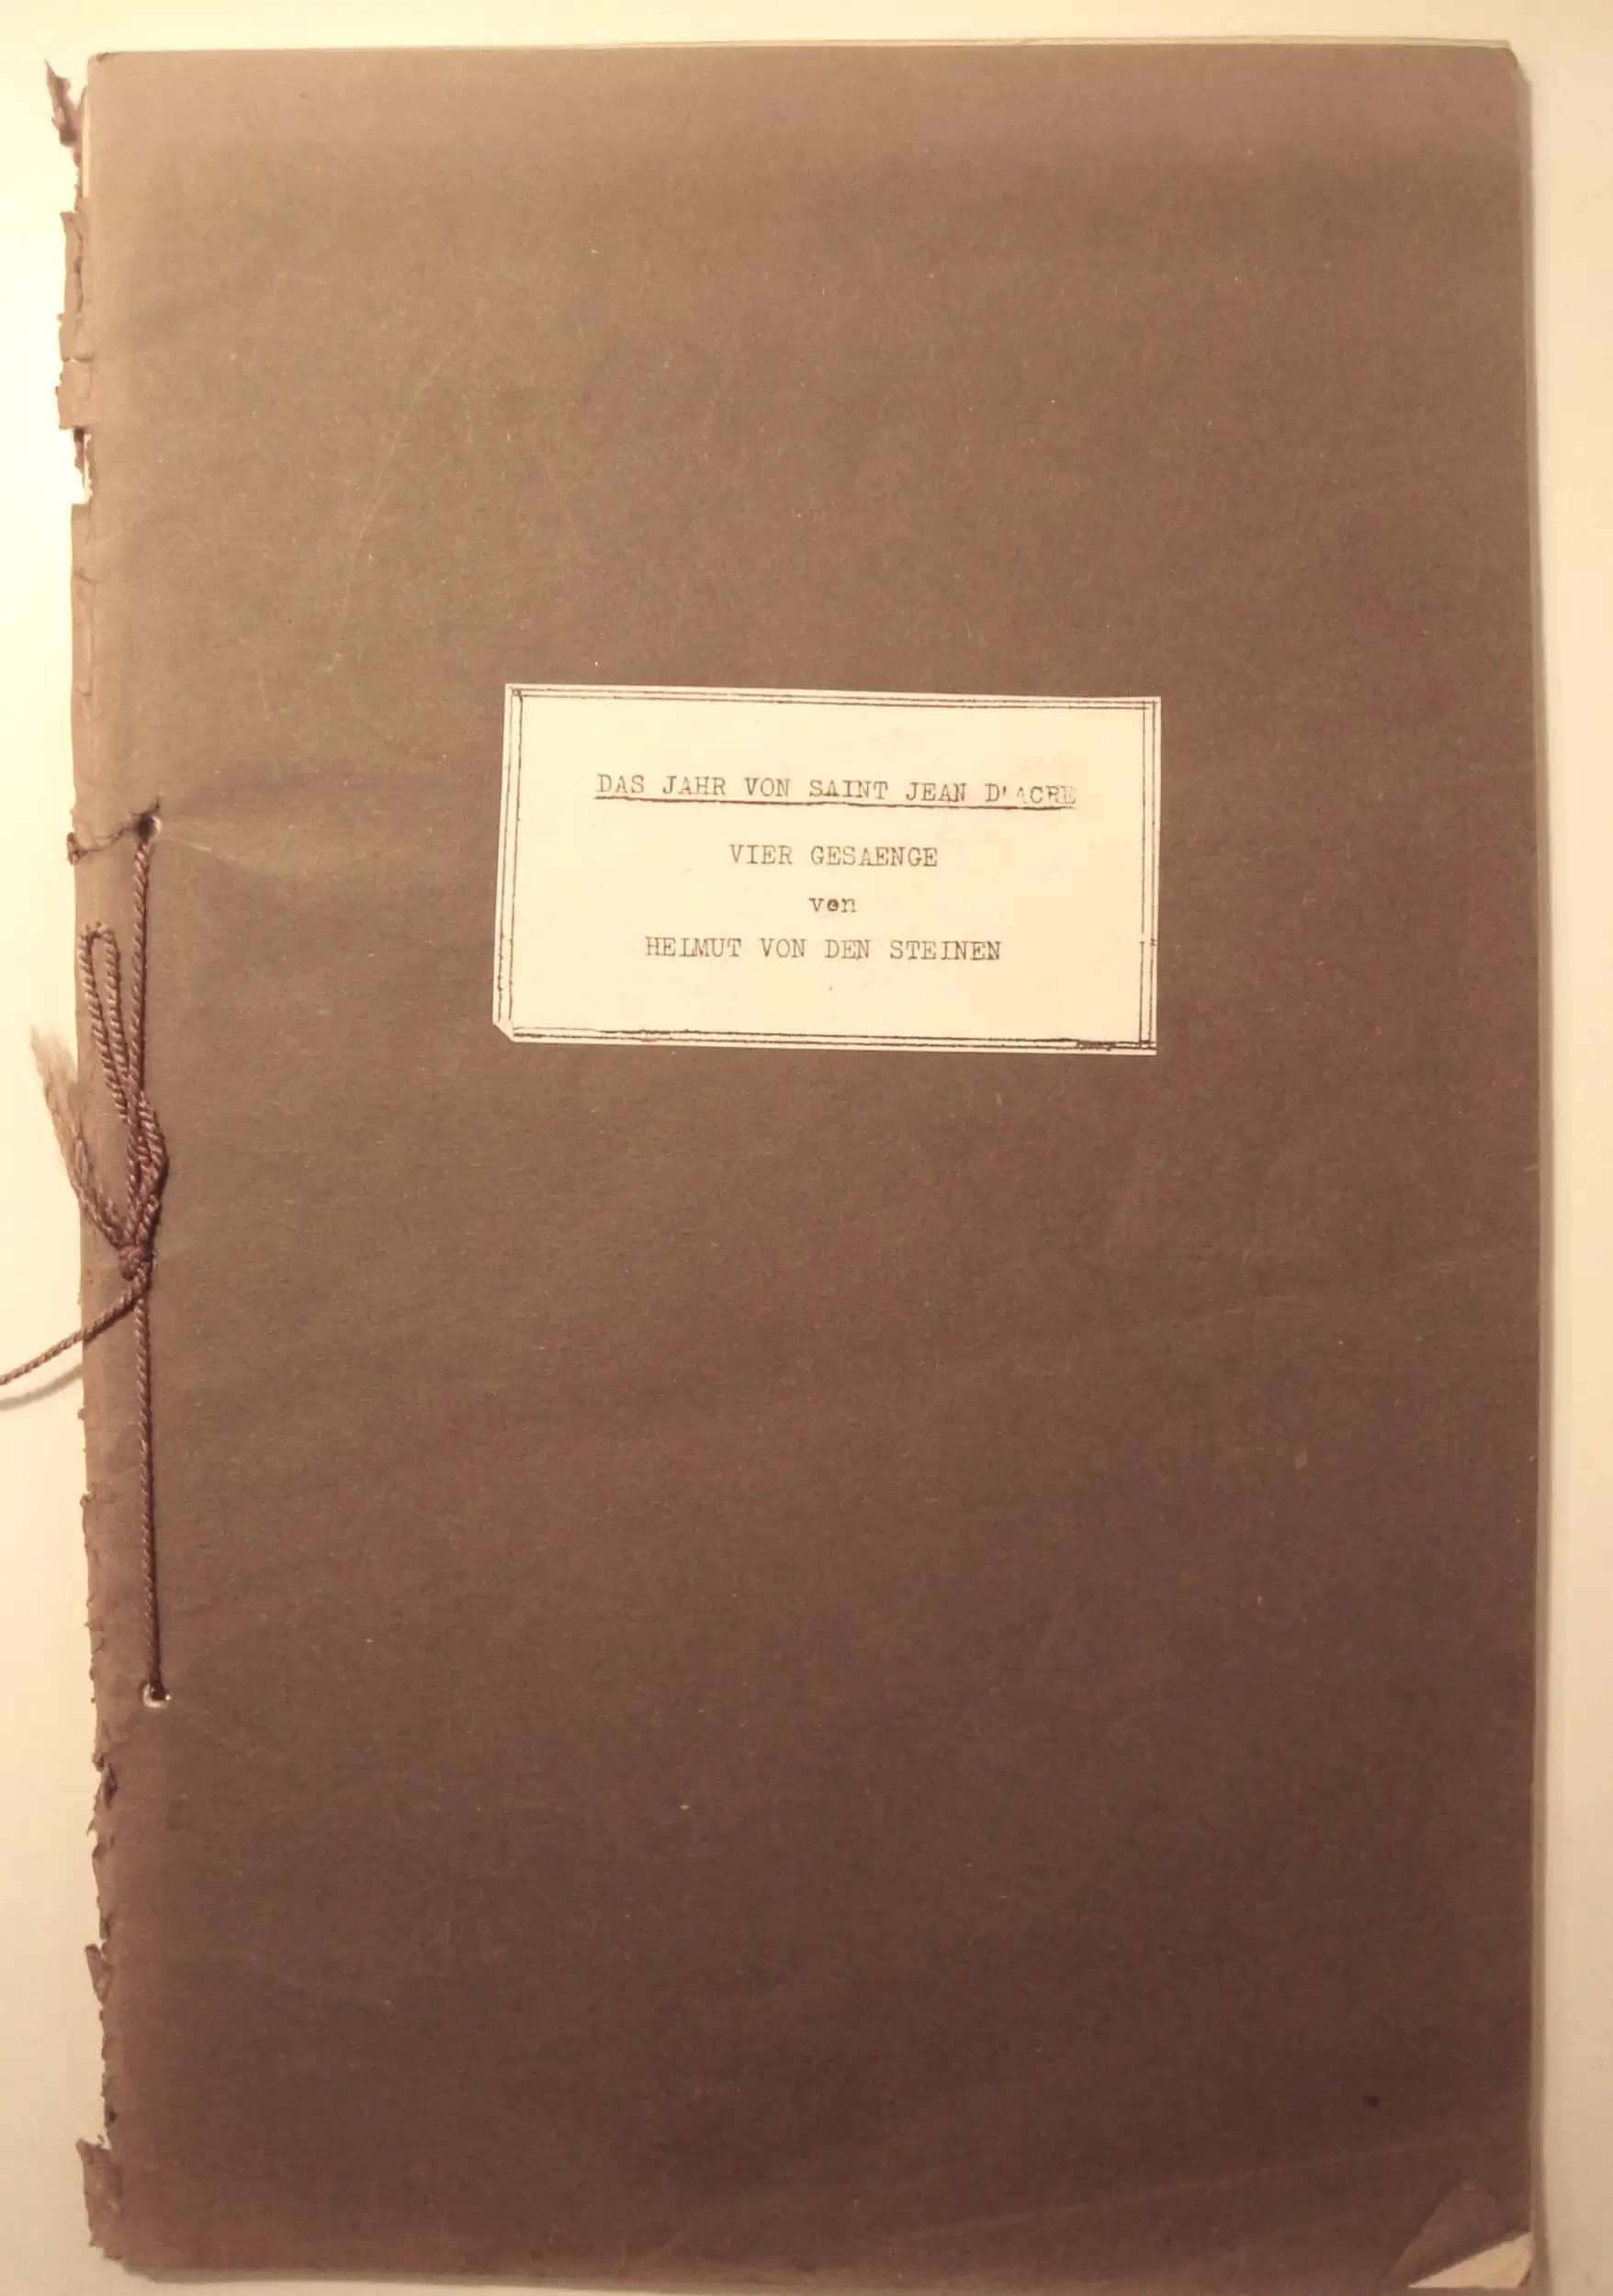 DAS JAHR VON SAINT JEAN D'ACRE
VIER GESAENGE
von
HELMUT VON DEN STEINEN